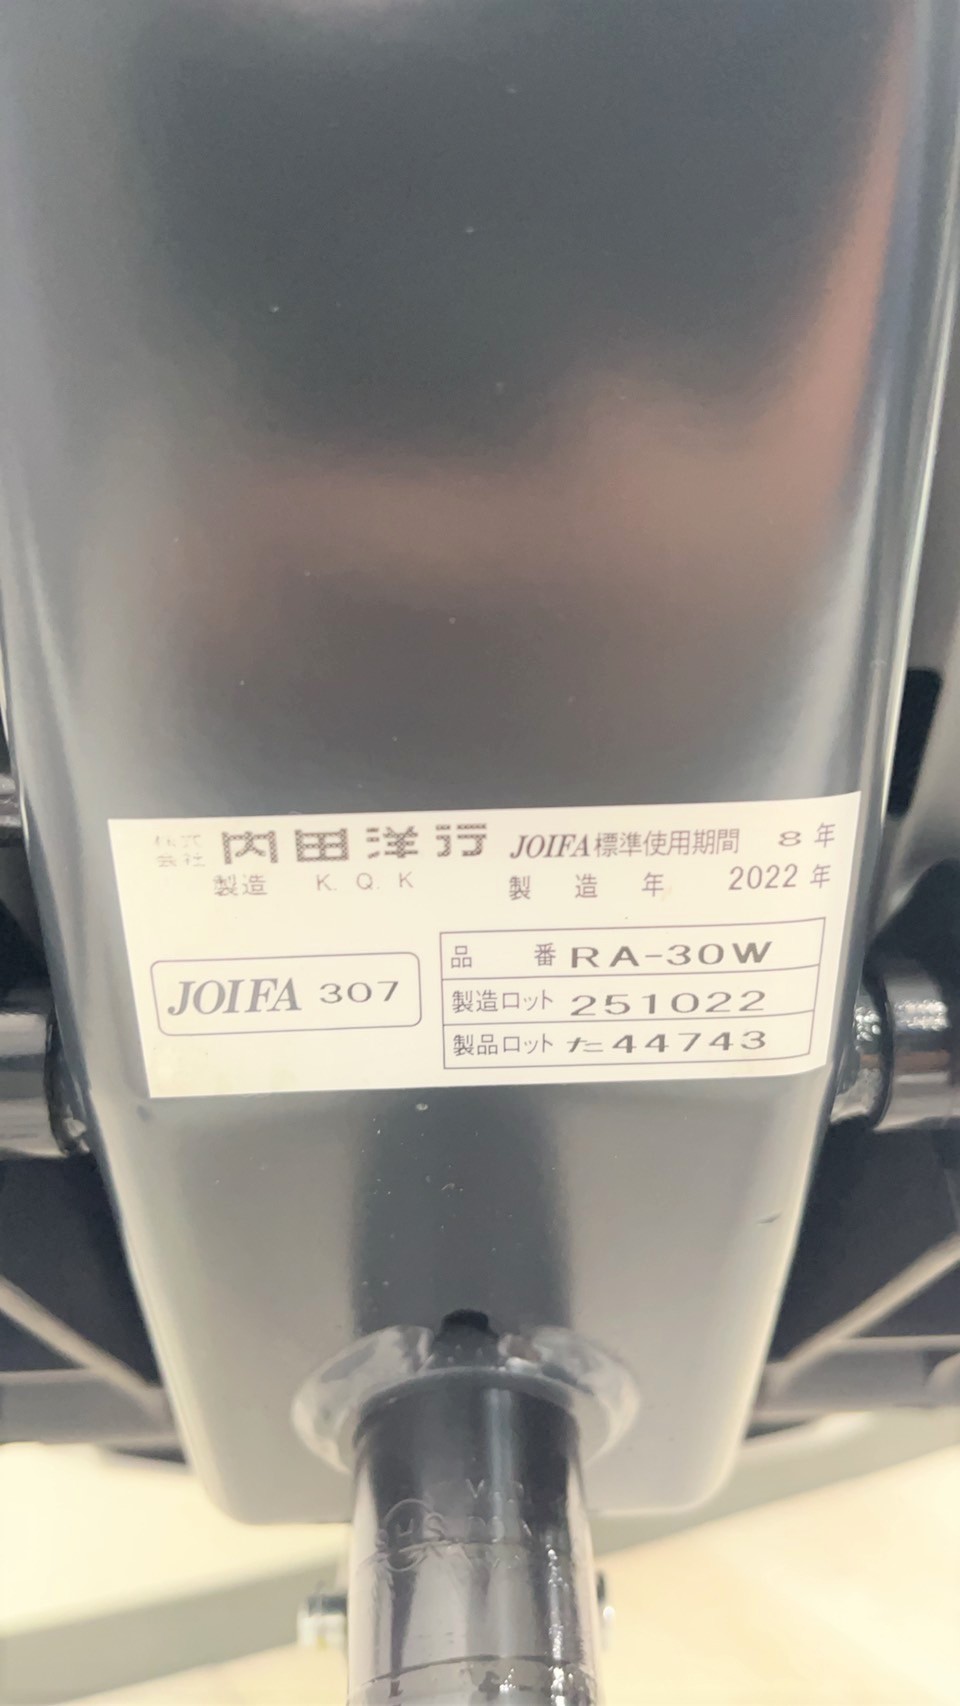 株式会社 内田洋行
製造 K. Q. K
JOIFA標準使用期間 8年
製造年 2022年
JOIFA 307
品番 RA-30W
製造ロット 251022
製品ロット た44743